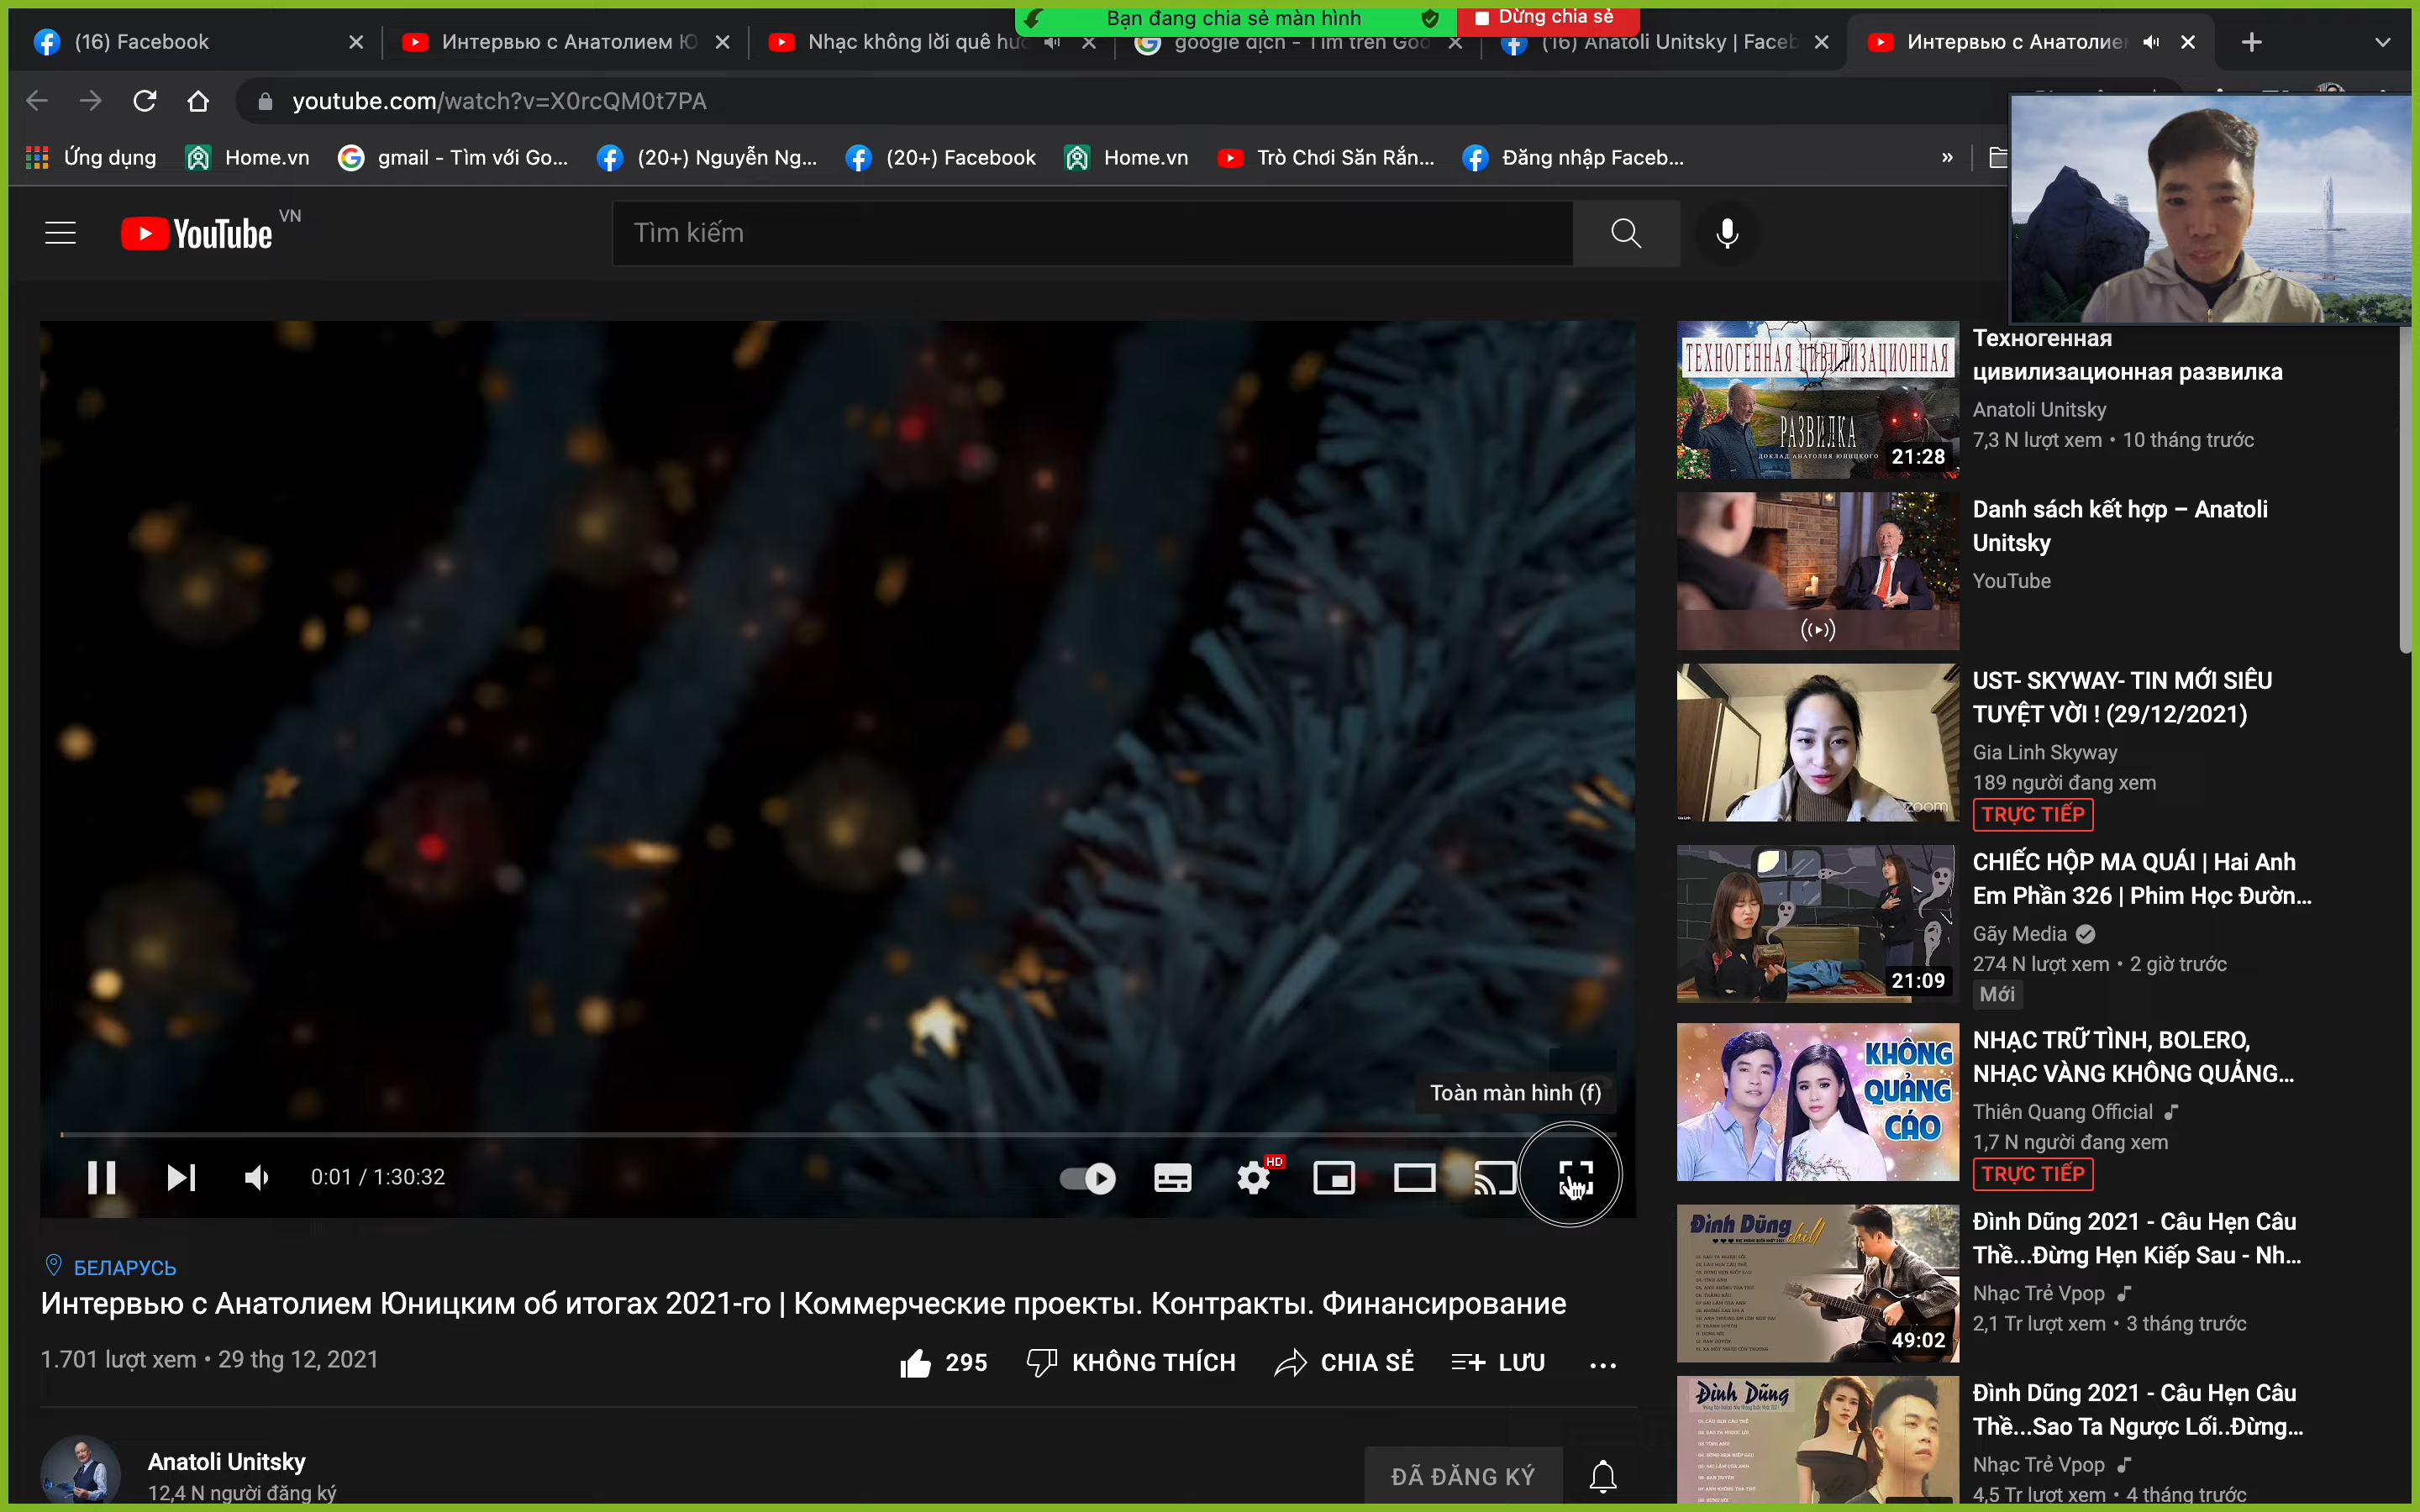 Bạn đang chia sẻ màn hình
Dừng chia sẻ
(16) Facebook
Интервью с Анатолием Ю
Nhạc không lời quê hươ
google dịch - Tìm trên Goo
(16) Anatoli Unitsky | Faceb
Интервью с Анатолие
youtube.com/watch?v=X0rcQM0t7PA
Ứng dụng
Home.vn
gmail - Tìm với Go...
(20+) Nguyễn Ng...
(20+) Facebook
Home.vn
Trò Chơi Săn Rắn...
Đăng nhập Faceb...
»
YouTube
VN
Tìm kiếm
Toàn màn hình (f)
0:01 / 1:30:32
HD
БЕЛАРУСЬ
Интервью с Анатолием Юницким об итогах 2021-го | Коммерческие проекты. Контракты. Финансирование
1.701 lượt xem • 29 thg 12, 2021
295
KHÔNG THÍCH
CHIA SẺ
LƯU
Anatoli Unitsky
12,4 N người đăng ký
ĐÃ ĐĂNG KÝ
ТЕХНОГЕННАЯ ЦИВИЛИЗАЦИОННАЯ
РАЗВИЛКА
ДОКЛАД АНАТОЛИЯ ЮНИЦКОГО
21:28
Техногенная
цивилизационная развилка
Anatoli Unitsky
7,3 N lượt xem • 10 tháng trước
Danh sách kết hợp – Anatoli
Unitsky
YouTube
zoom
UST- SKYWAY- TIN MỚI SIÊU
TUYỆT VỜI ! (29/12/2021)
Gia Linh Skyway
189 người đang xem
TRỰC TIẾP
21:09
CHIẾC HỘP MA QUÁI | Hai Anh
Em Phần 326 | Phim Học Đườn...
Gãy Media
274 N lượt xem • 2 giờ trước
Mới
KHÔNG
QUẢNG
CÁO
NHẠC TRỮ TÌNH, BOLERO,
NHẠC VÀNG KHÔNG QUẢNG...
Thiên Quang Official
1,7 N người đang xem
TRỰC TIẾP
Đình Dũng
chill
49:02
Đình Dũng 2021 - Câu Hẹn Câu
Thề...Đừng Hẹn Kiếp Sau - Nh...
Nhạc Trẻ Vpop
2,1 Tr lượt xem • 3 tháng trước
Đình Dũng
Đình Dũng 2021 - Câu Hẹn Câu
Thề...Sao Ta Ngược Lối..Đừng...
Nhạc Trẻ Vpop
4,5 Tr lượt xem • 4 tháng trước